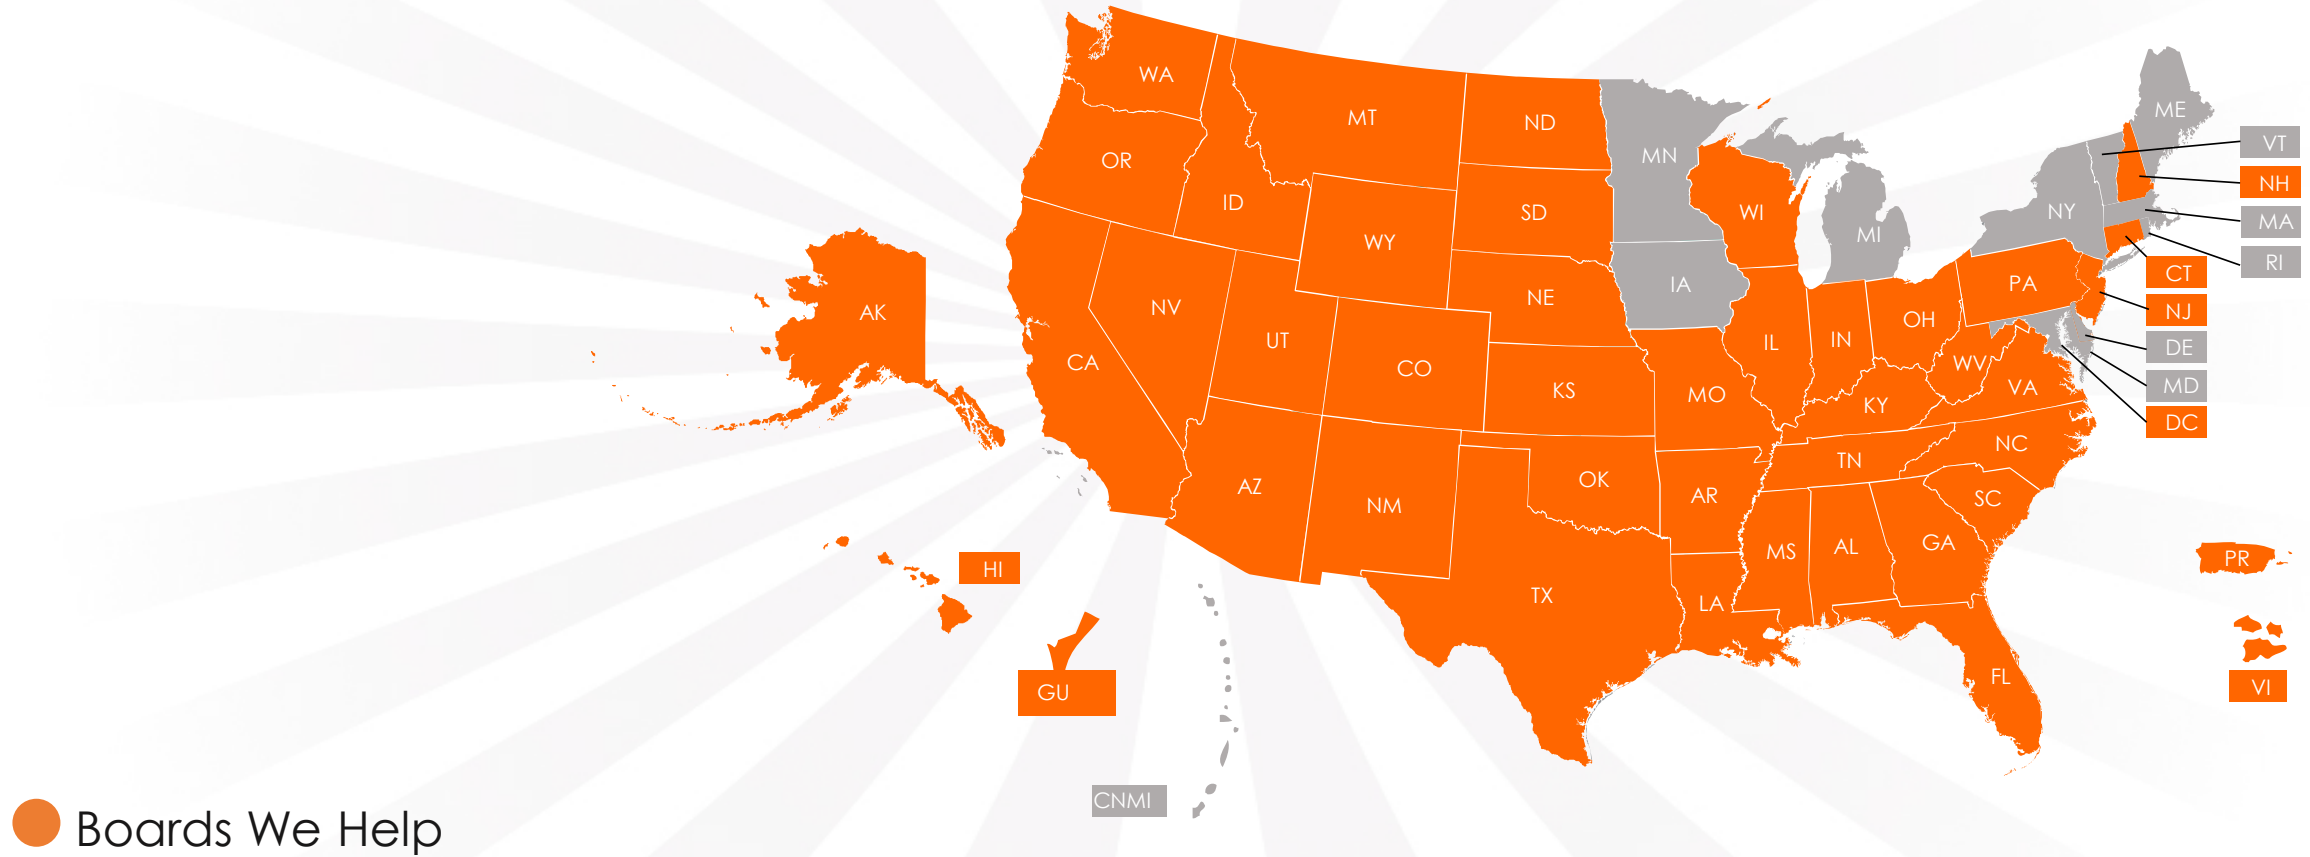 WA
MT
ND
MN
ME
VT
OR
NH
ID
SD
WI
NY
MA
MI
WY
RI
CT
IA
PA
NE
AK
NV
NJ
OH
UT
IL
IN
DE
CA
CO
WV
MD
KS
VA
MO
KY
DC
NC
TN
OK
AZ
AR
SC
NM
GA
AL
MS
PR
HI
TX
LA
FL
VI
GU
CNMI
Boards We Help